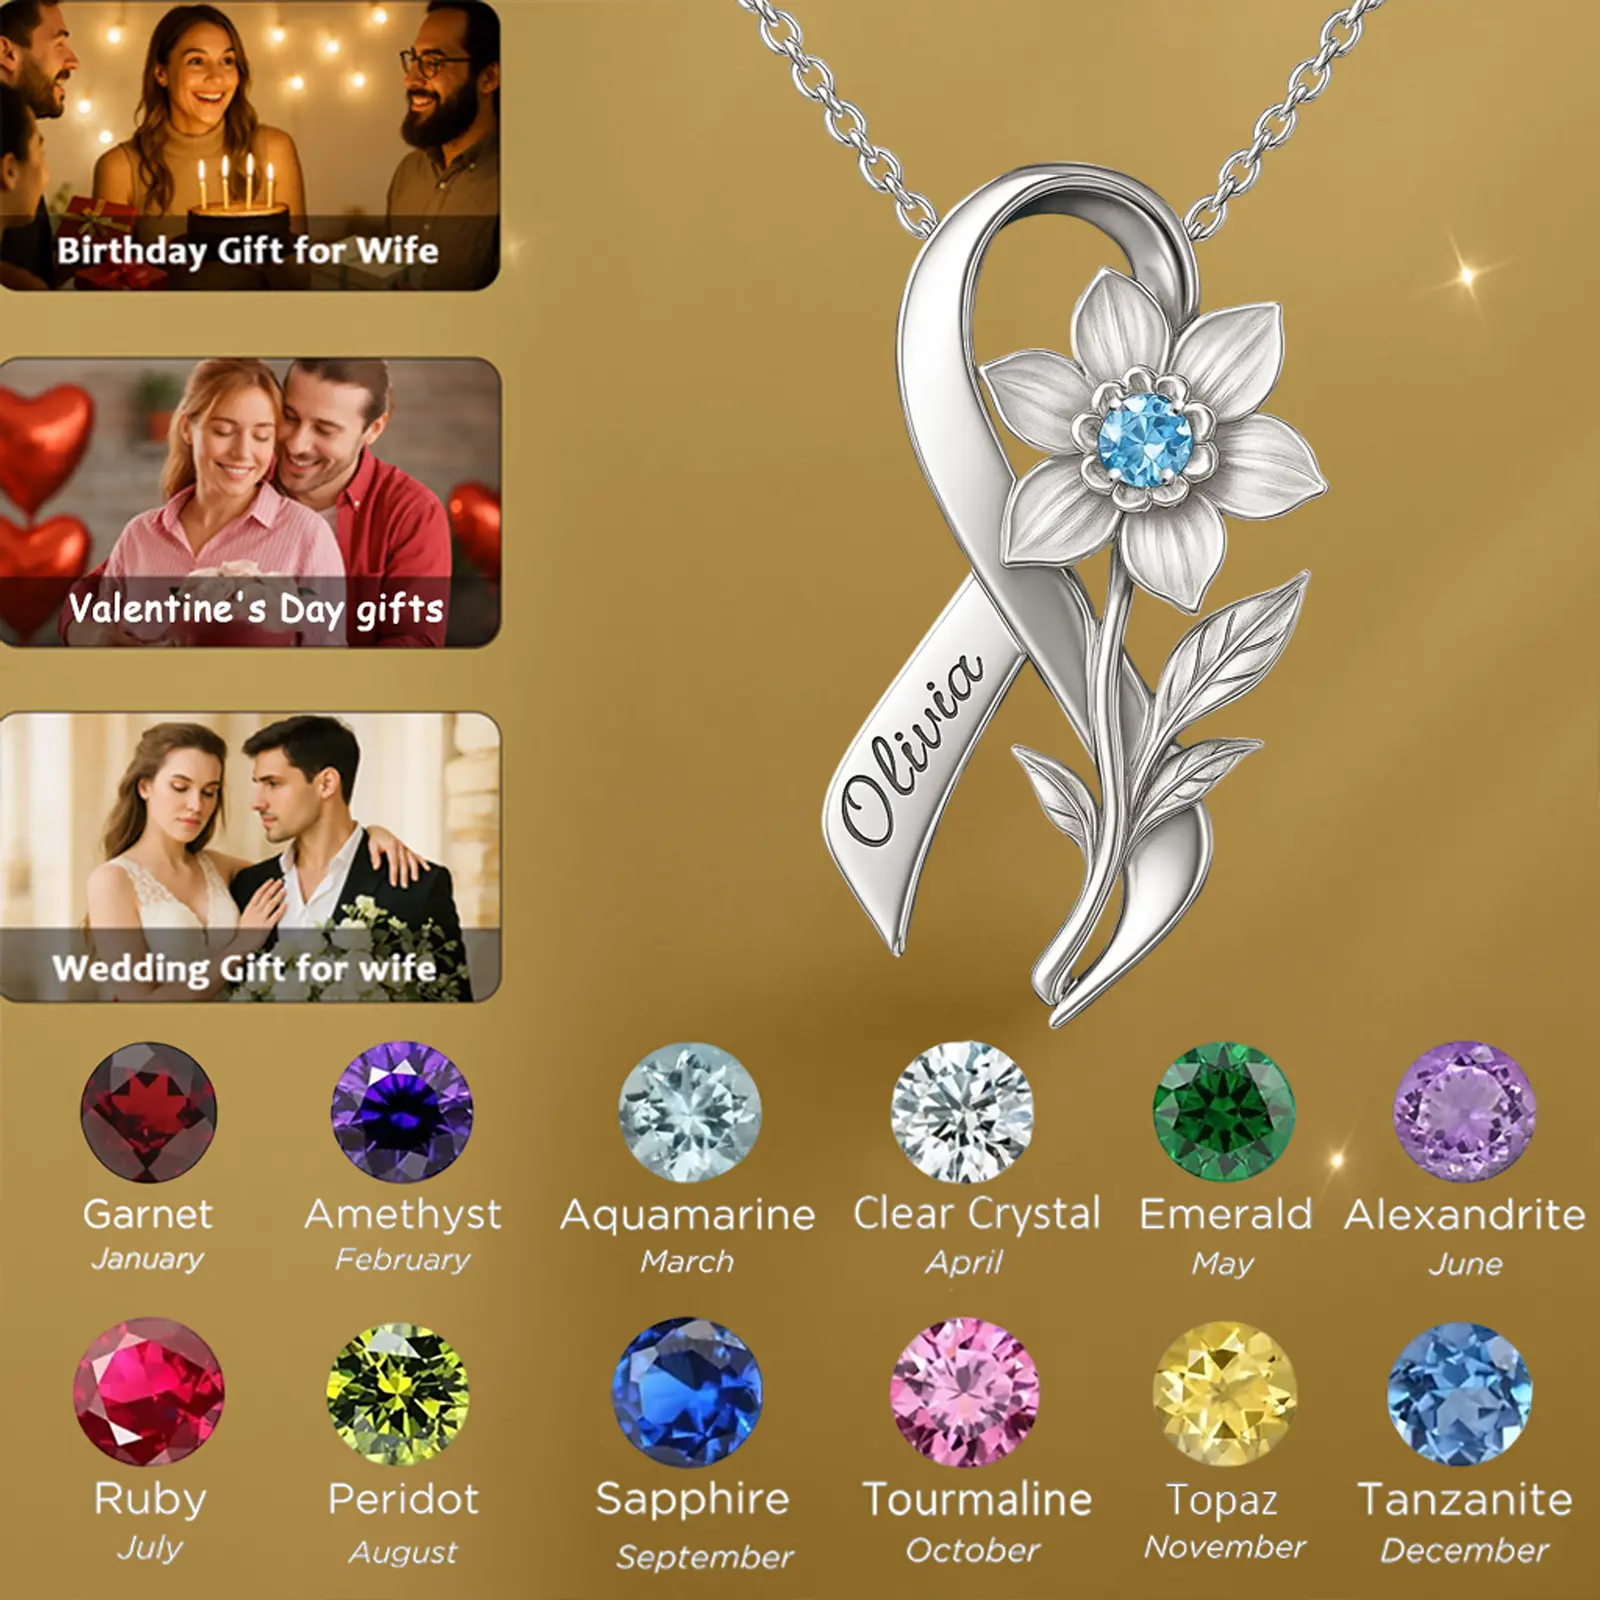 Birthday Gift for Wife
Valentine's Day gifts
Wedding Gift for wife
Olivia
Garnet
January
Amethyst
February
Aquamarine
March
Clear Crystal
April
Emerald
May
Alexandrite
June
Ruby
July
Peridot
August
Sapphire
September
Tourmaline
October
Topaz
November
Tanzanite
December